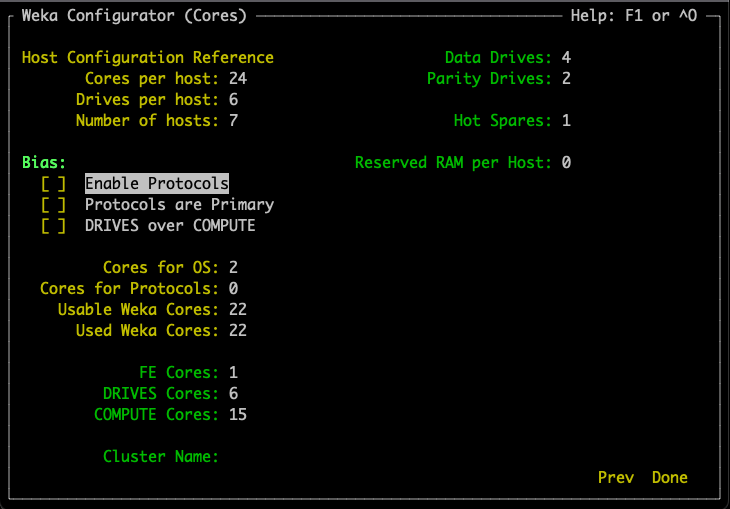 Weka Configurator (Cores) Help: F1 or ^O
Host Configuration Reference Data Drives: 4
Cores per host: 24 Parity Drives: 2
Drives per host: 6
Number of hosts: 7 Hot Spares: 1
Bias: Reserved RAM per Host: 0
[ ] Enable Protocols
[ ] Protocols are Primary
[ ] DRIVES over COMPUTE
Cores for OS: 2
Cores for Protocols: 0
Usable Weka Cores: 22
Used Weka Cores: 22
FE Cores: 1
DRIVES Cores: 6
COMPUTE Cores: 15
Cluster Name:
Prev Done